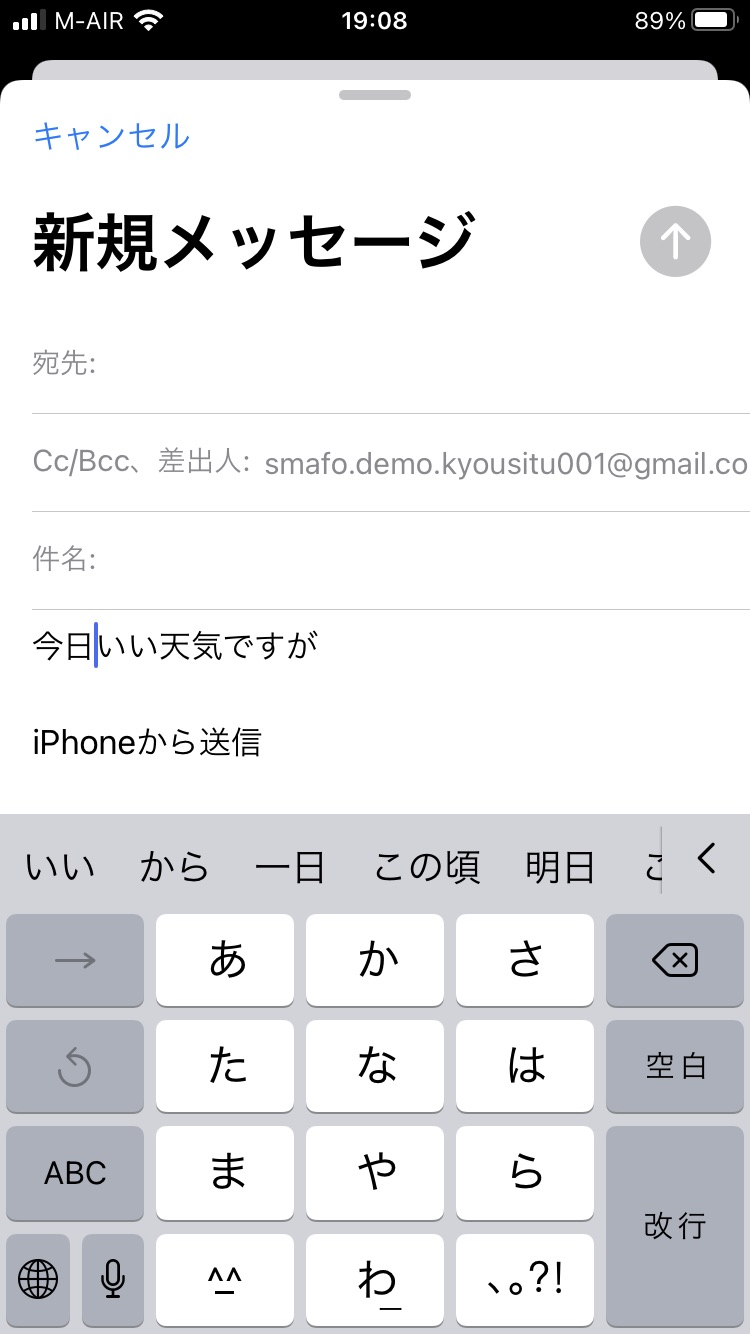 M-AIR 19:08 89%
キャンセル
新規メッセージ
宛先:
Cc/Bcc、差出人: smafo.demo.kyousitu001@gmail.co
件名:
今日いい天気ですが
iPhoneから送信
いい から 一日 この頃 明日
→ あ か さ
た な は 空白
ABC ま や ら 改行
^_^ わ_ 、。?!